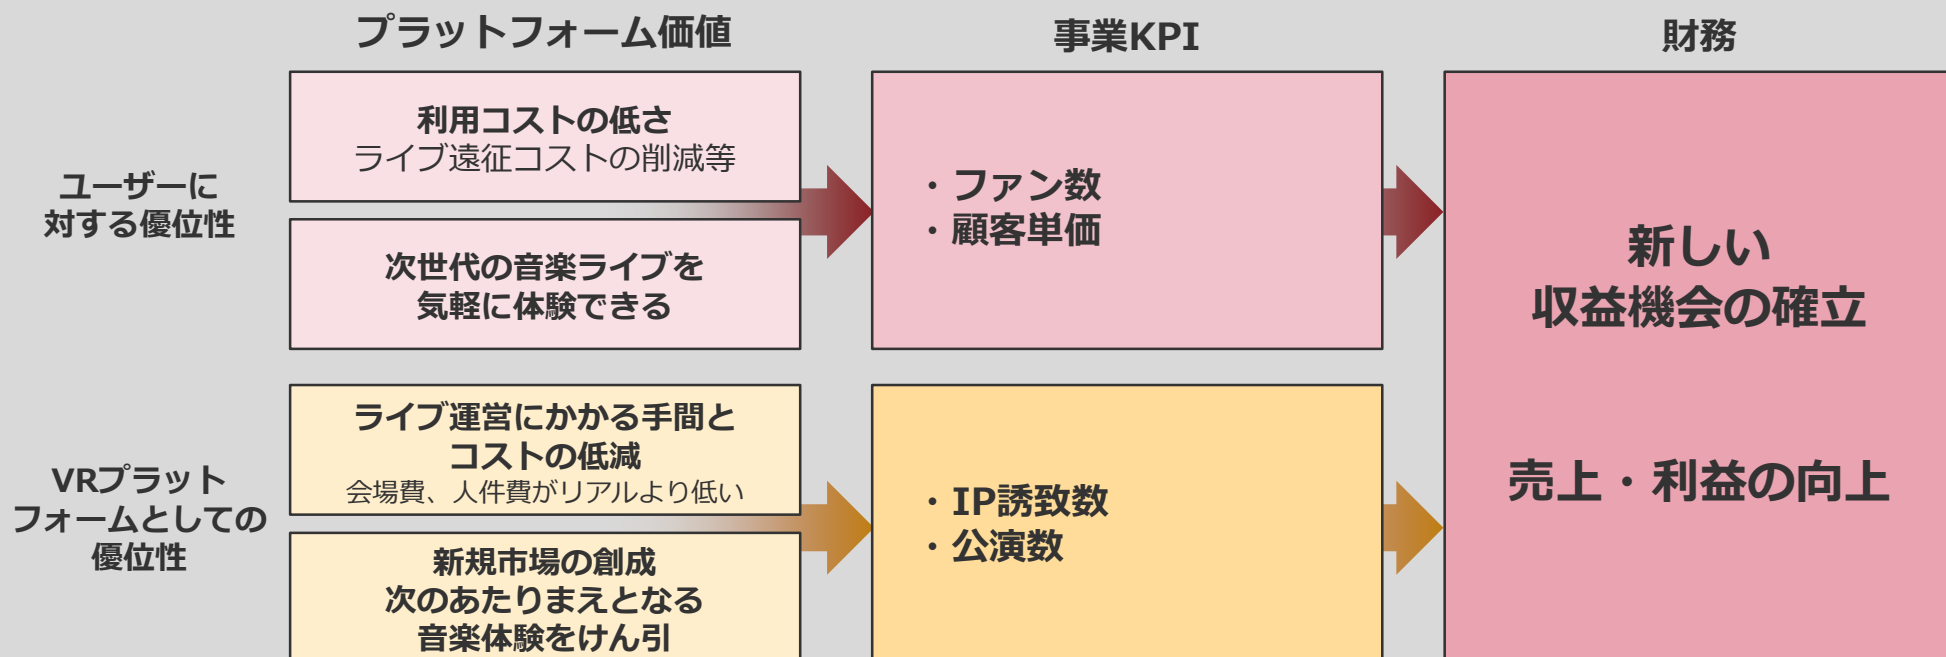 プラットフォーム価値
事業KPI
財務
ユーザーに
対する優位性
利用コストの低さ
ライブ遠征コストの削減等
次世代の音楽ライブを
気軽に体験できる
・ファン数
・顧客単価
新しい
収益機会の確立
売上・利益の向上
VRプラット
フォームとしての
優位性
ライブ運営にかかる手間と
コストの低減
会場費、人件費がリアルより低い
新規市場の創成
次のあたりまえとなる
音楽体験をけん引
・IP誘致数
・公演数